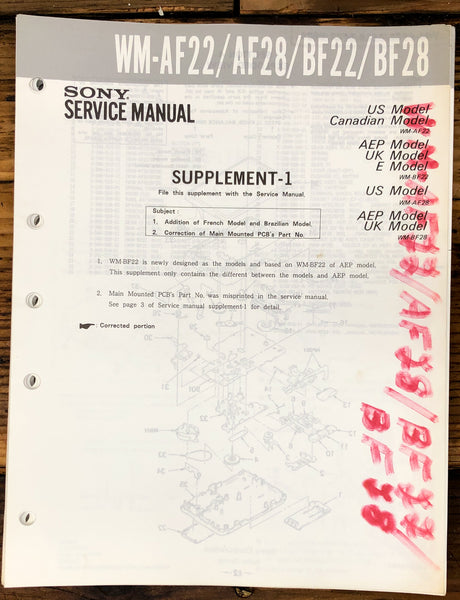 WM-AF22/AF28/BF22/BF28
SONY.
SERVICE MANUAL
US Model
Canadian Model
WM-AF22
AEP Model
UK Model
E Model
WM-BF22
US Model
WM-AF28
AEP Model
UK Model
WM-BF28
SUPPLEMENT-1
File this supplement with the Service Manual.
Subject :
1. Addition of French Model and Brazilian Model.
2. Correction of Main Mounted PCB's Part No.
1. WM-BF22 is newly designed as the models and based on WM-BF22 of AEP model.
This supplement only contains the different between the models and AEP model.
2. Main Mounted PCB's Part No. was misprinted in the service manual.
See page 3 of Service manual supplement-1 for detail.
: Corrected portion
/AF28/BF22
/BF28